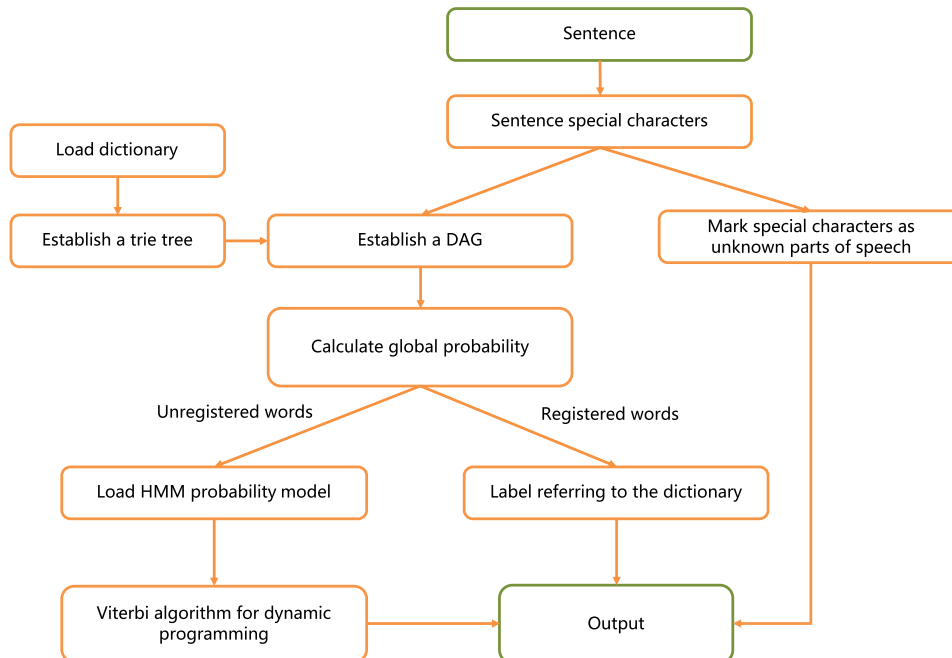 Sentence
Sentence special characters
Load dictionary
Establish a trie tree
Establish a DAG
Mark special characters as
unknown parts of speech
Calculate global probability
Unregistered words
Registered words
Load HMM probability model
Label referring to the dictionary
Viterbi algorithm for dynamic
programming
Output